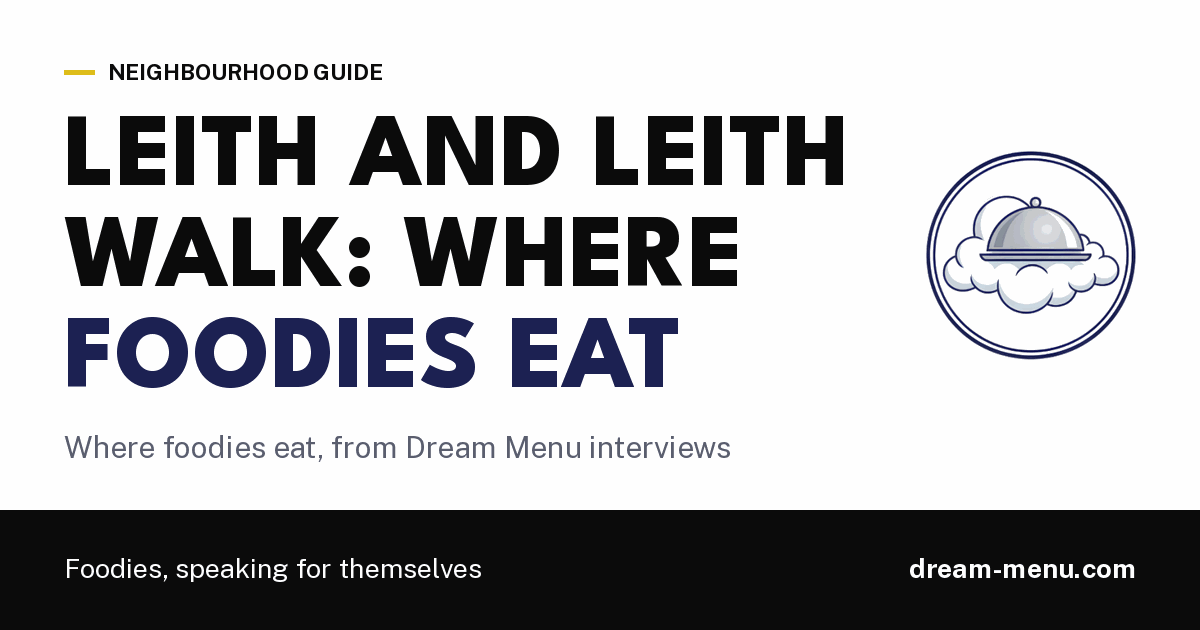 NEIGHBOURHOOD GUIDE
LEITH AND LEITH
WALK: WHERE
FOODIES EAT
Where foodies eat, from Dream Menu interviews
Foodies, speaking for themselves
dream-menu.com